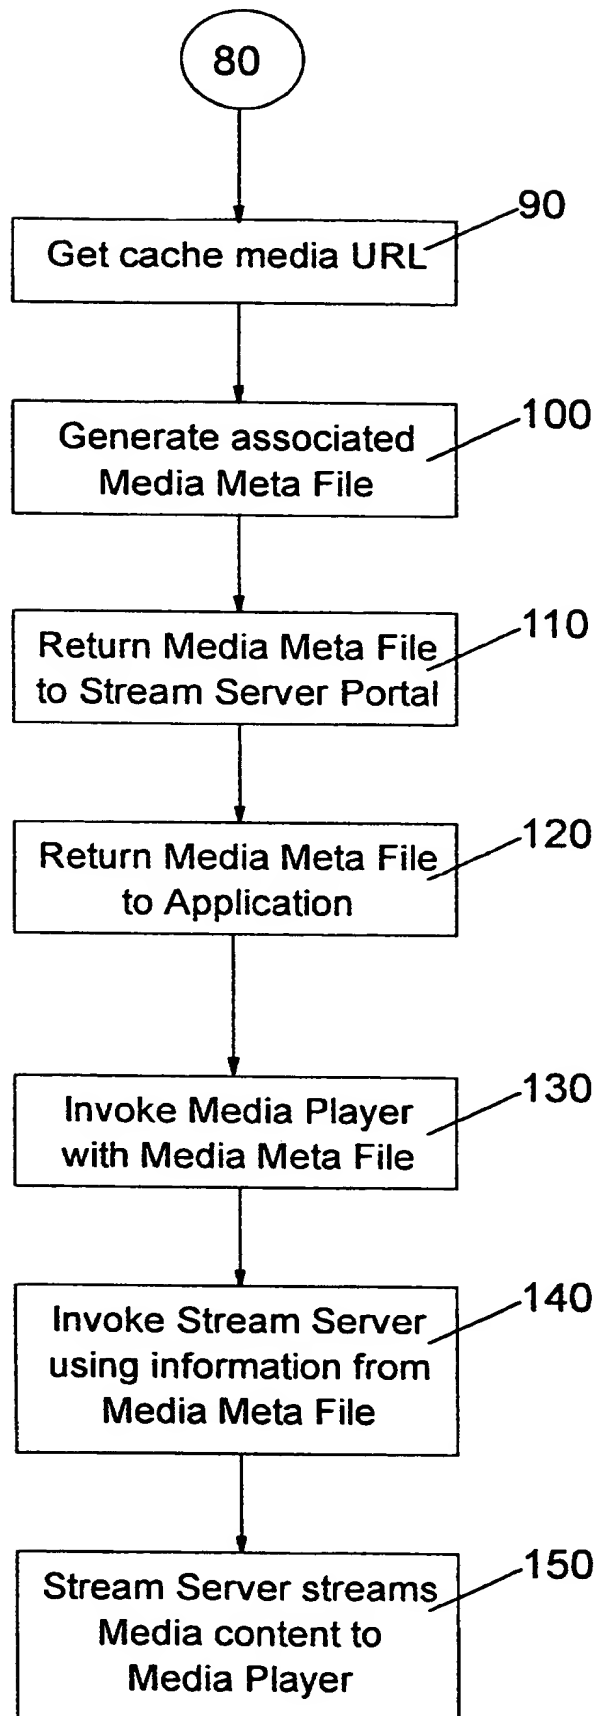 80
90
Get cache media URL
100
Generate associated
Media Meta File
110
Return Media Meta File
to Stream Server Portal
120
Return Media Meta File
to Application
130
Invoke Media Player
with Media Meta File
140
Invoke Stream Server
using information from
Media Meta File
150
Stream Server streams
Media content to
Media Player